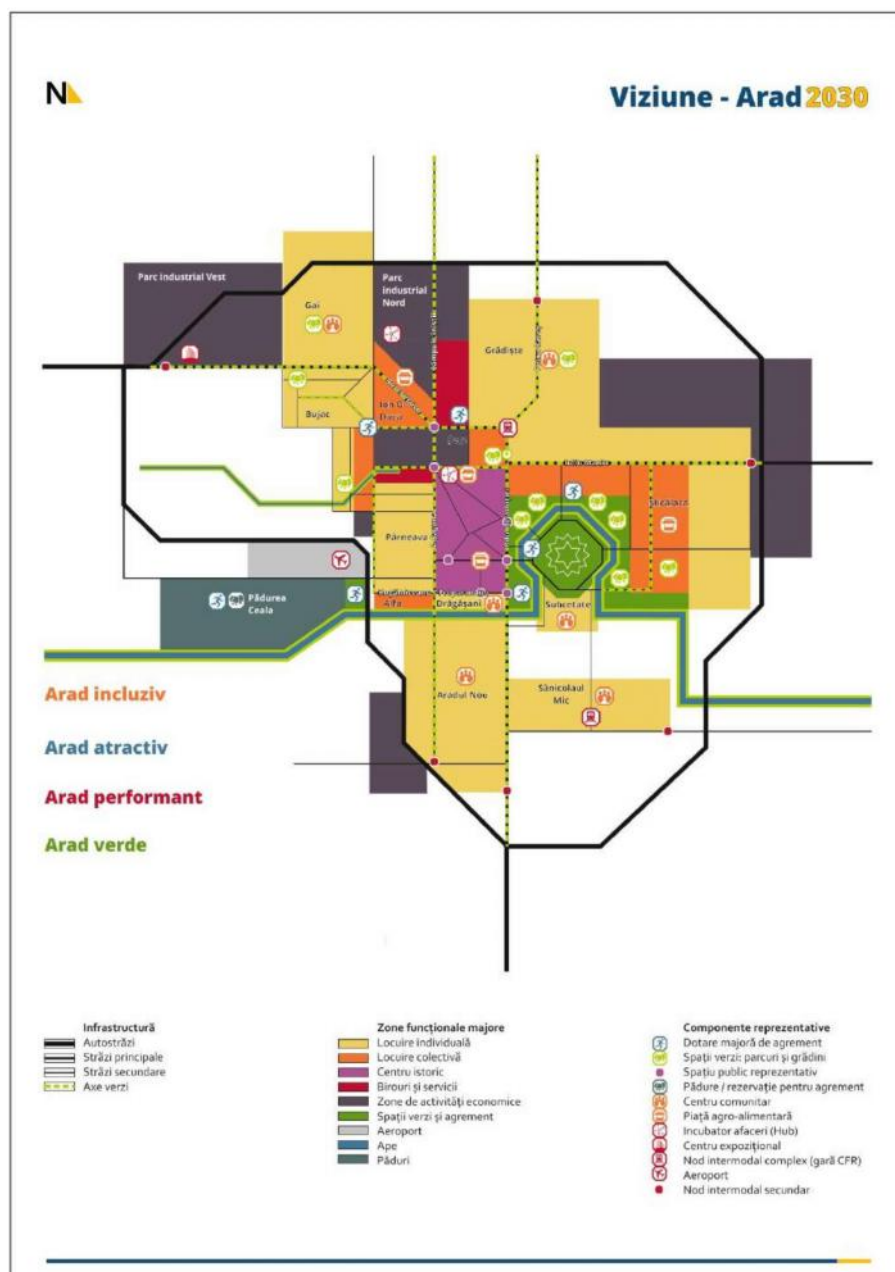 N
Viziune - Arad 2030
Parc industrial Vest
Parc
industrial
Nord
Gai
Grădiște
Bujac
Ion G.
Duca
Pârneava
Pădurea
Ceala
Alfa
Drăgășani
Subcetate
Aradul Nou
Sânicolaul
Mic
Arad incluziv
Arad atractiv
Arad performant
Arad verde
Infrastructură
Autostrăzi
Străzi principale
Străzi secundare
Axe verzi
Zone funcționale majore
Locuire individuală
Locuire colectivă
Centru istoric
Birouri și servicii
Zone de activități economice
Spații verzi și agrement
Aeroport
Ape
Păduri
Componente reprezentative
Dotare majoră de agrement
Spații verzi: parcuri și grădini
Spațiu public reprezentativ
Pădure / rezervație pentru agrement
Centru comunitar
Piață agro-alimentară
Incubator afaceri (Hub)
Centru expozițional
Nod intermodal complex (gară CFR)
Aeroport
Nod intermodal secundar